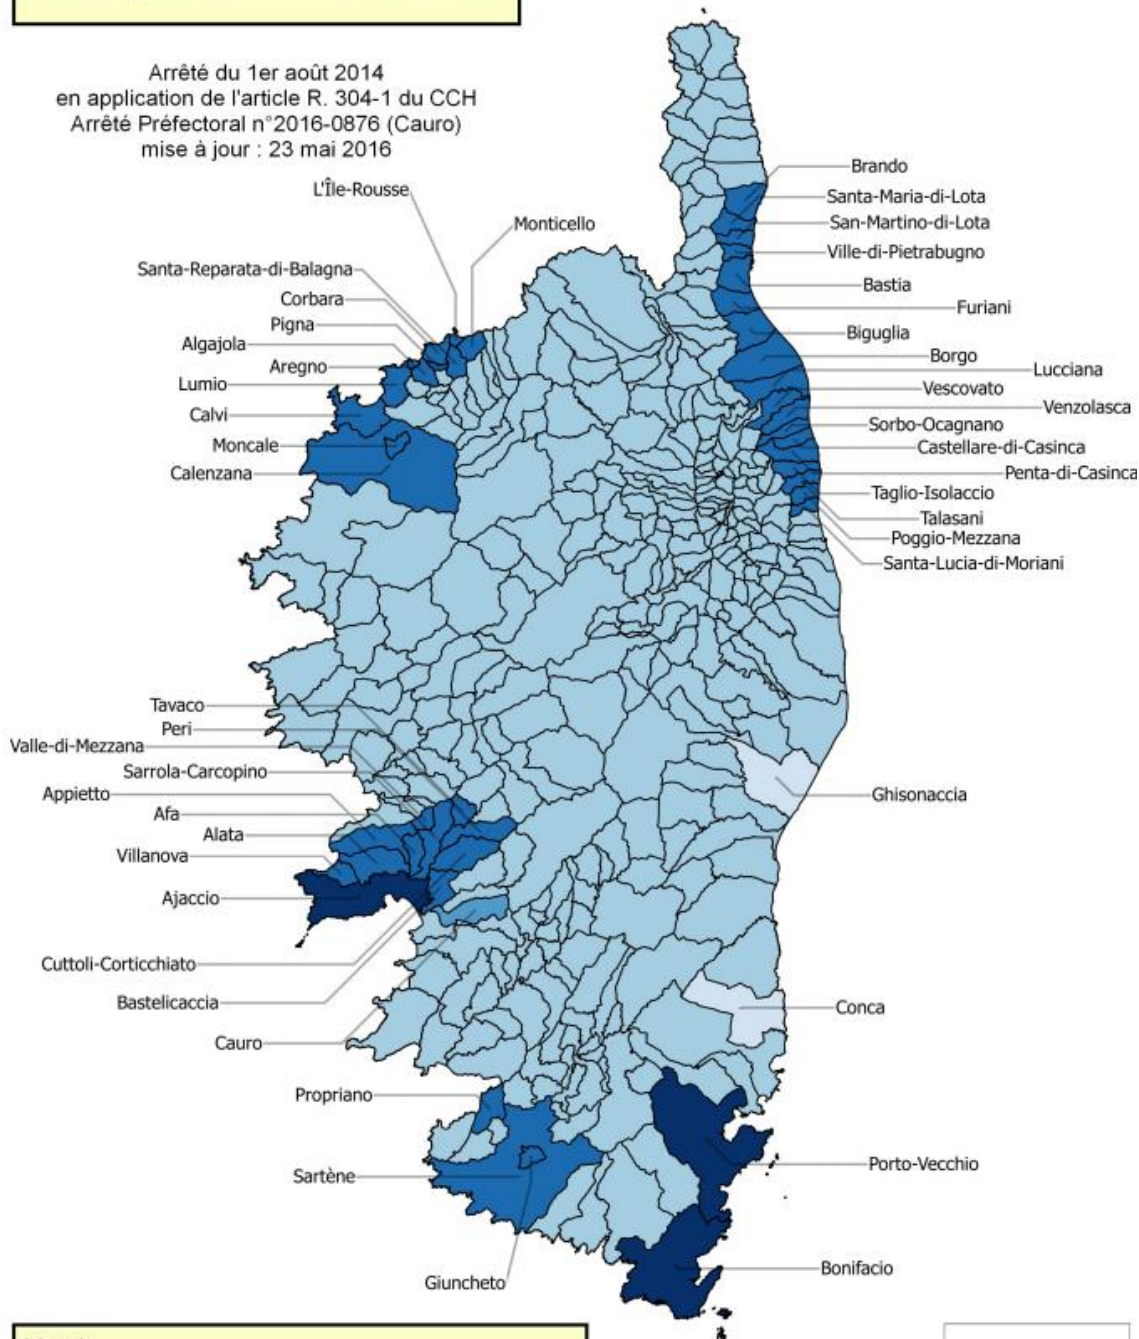 Arrêté du 1er août 2014
en application de l'article R. 304-1 du CCH
Arrêté Préfectoral n°2016-0876 (Cauro)
mise à jour : 23 mai 2016
Brando
L'Île-Rousse
Santa-Maria-di-Lota
Monticello
San-Martino-di-Lota
Ville-di-Pietrabugno
Santa-Reparata-di-Balagna
Bastia
Corbara
Furiani
Pigna
Biguglia
Algajola
Borgo
Aregno
Lucciana
Lumio
Vescovato
Venzolasca
Calvi
Sorbo-Ocagnano
Moncale
Castellare-di-Casinca
Calenzana
Penta-di-Casinca
Taglio-Isolaccio
Talasani
Poggio-Mezzana
Santa-Lucia-di-Moriani
Tavaco
Peri
Valle-di-Mezzana
Sarrola-Carcopino
Appietto
Ghisonaccia
Afa
Alata
Villanova
Ajaccio
Cuttoli-Corticchiato
Bastelicaccia
Conca
Cauro
Propriano
Porto-Vecchio
Sartène
Bonifacio
Giuncheto